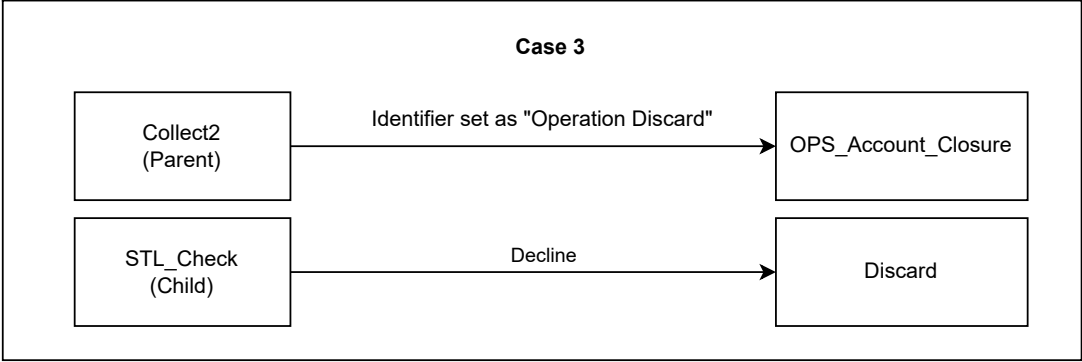 Case 3
Collect2
(Parent)
Identifier set as "Operation Discard"
OPS_Account_Closure
STL_Check
(Child)
Decline
Discard